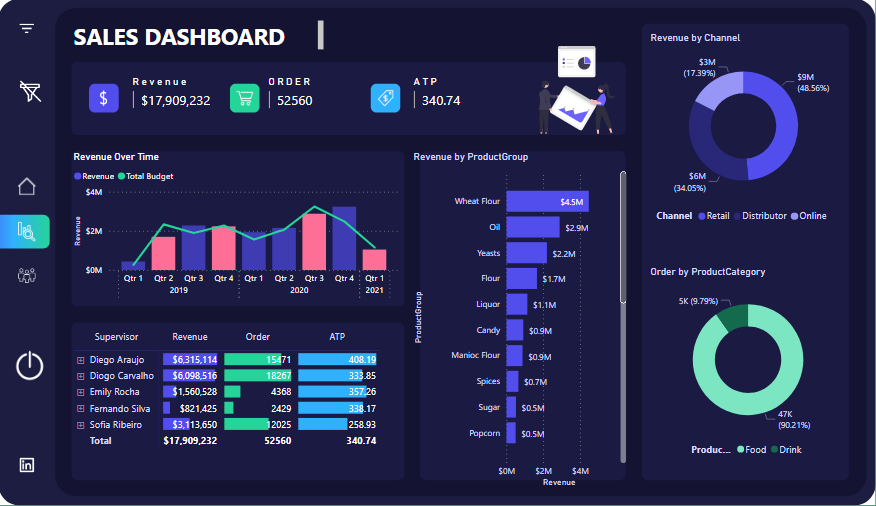 SALES DASHBOARD
Revenue
$17,909,232
ORDER
52560
ATP
340.74
Revenue by Channel
$3M
(17.39%)
$9M
(48.56%)
$6M
(34.05%)
Channel Retail Distributor Online
Revenue Over Time
Revenue Total Budget
$4M
$2M
$0M
Revenue
Qtr 1 Qtr 2 Qtr 3 Qtr 4 Qtr 1 Qtr 2 Qtr 3 Qtr 4 Qtr 1
2019 2020 2021
Revenue by ProductGroup
ProductGroup
Wheat Flour $4.5M
Oil $2.9M
Yeasts $2.2M
Flour $1.7M
Liquor $1.1M
Candy $0.9M
Manioc Flour $0.9M
Spices $0.7M
Sugar $0.5M
Popcorn $0.5M
$0M $2M $4M
Revenue
Order by ProductCategory
5K (9.79%)
47K
(90.21%)
Produc... Food Drink
Supervisor Revenue Order ATP
Diego Araujo $6,315,114 15471 408.19
Diogo Carvalho $6,098,516 18267 333.85
Emily Rocha $1,560,528 4368 357.26
Fernando Silva $821,425 2429 338.17
Sofia Ribeiro $3,113,650 12025 258.93
Total $17,909,232 52560 340.74
in